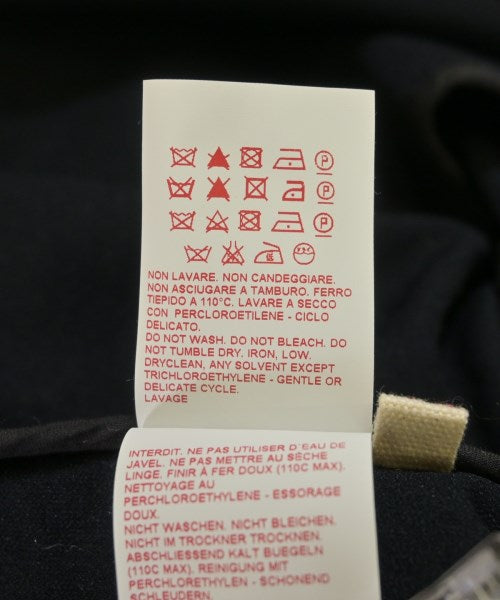 P
P
P
NON LAVARE. NON CANDEGGIARE.
NON ASCIUGARE A TAMBURO. FERRO
TIEPIDO A 110°C. LAVARE A SECCO
CON PERCLOROETILENE - CICLO
DELICATO.
DO NOT WASH. DO NOT BLEACH. DO
NOT TUMBLE DRY. IRON, LOW.
DRYCLEAN, ANY SOLVENT EXCEPT
TRICHLOROETHYLENE - GENTLE OR
DELICATE CYCLE.
LAVAGE
INTERDIT. NE PAS UTILISER D'EAU DE
JAVEL. NE PAS METTRE AU SÈCHE
LINGE. FINIR À FER DOUX (110C MAX).
NETTOYAGE AU
PERCHLOROETHYLENE - ESSORAGE
DOUX.
NICHT WASCHEN. NICHT BLEICHEN.
NICHT IM TROCKNER TROCKNEN.
ABSCHLIESSEND KALT BUEGELN
(110C MAX). REINIGUNG MIT
PERCHLORETHYLEN - SCHONEND
SCHLEUDERN.